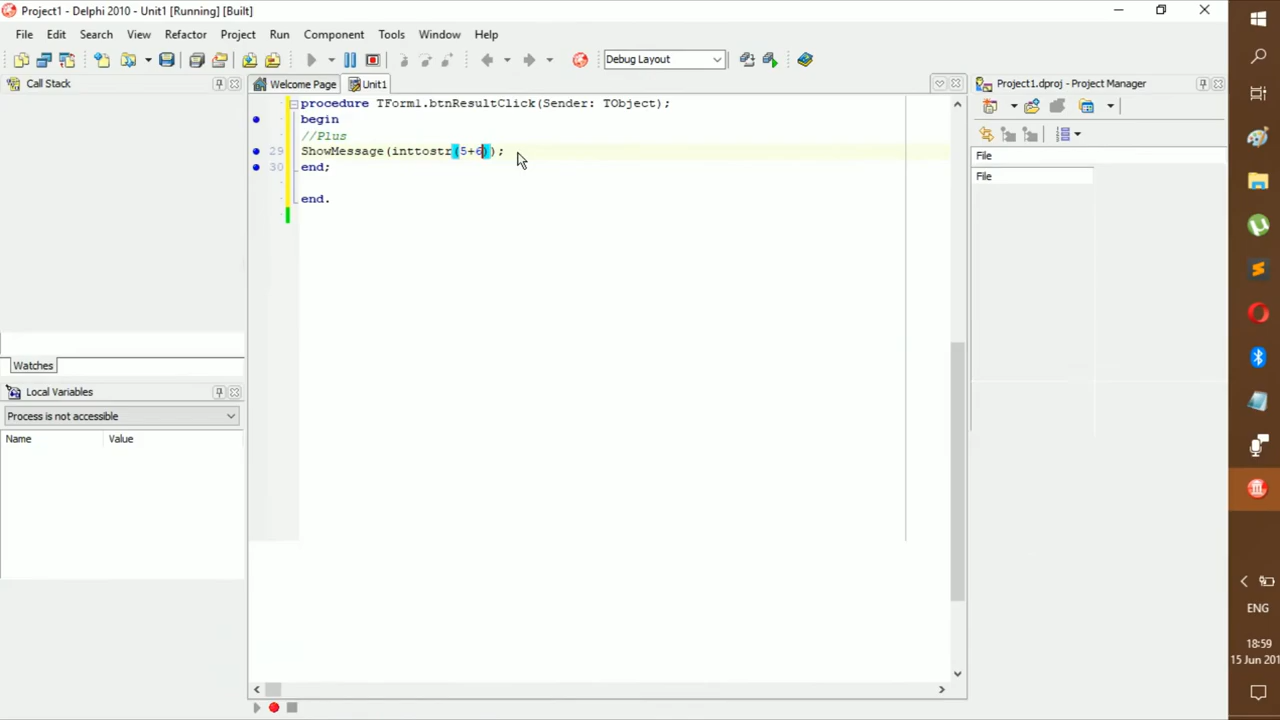 Project1 - Delphi 2010 - Unit1 [Running] [Built]
File Edit Search View Refactor Project Run Component Tools Window Help
Debug Layout
Call Stack
Welcome Page Unit1
Project1.dproj - Project Manager
procedure TForm1.btnResultClick(Sender: TObject);
begin
//Plus
29 ShowMessage(inttostr(5+6));
30 end;
end.
File
File
Watches
Local Variables
Process is not accessible
Name Value
ENG
18:59
15 Jun 201